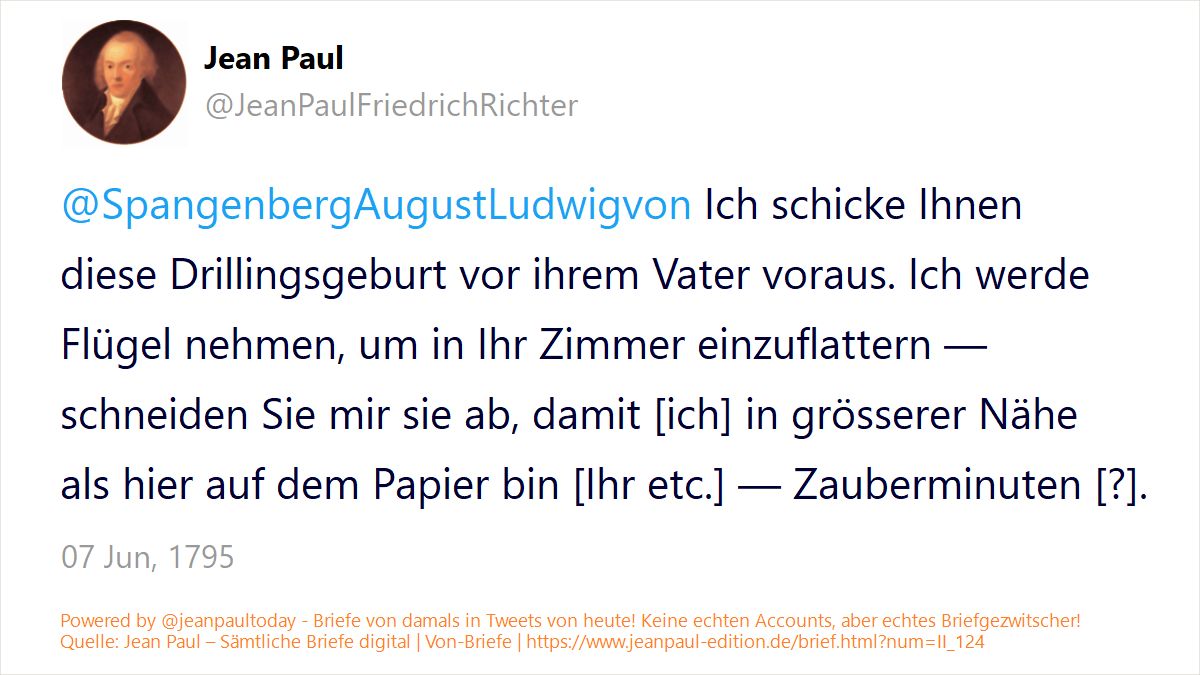 Jean Paul
@JeanPaulFriedrichRichter
@SpangenbergAugustLudwigvon Ich schicke Ihnen
diese Drillingsgeburt vor ihrem Vater voraus. Ich werde
Flügel nehmen, um in Ihr Zimmer einzuflattern —
schneiden Sie mir sie ab, damit [ich] in grösserer Nähe
als hier auf dem Papier bin [Ihr etc.] — Zauberminuten [?].
07 Jun, 1795
Powered by @jeanpaultoday - Briefe von damals in Tweets von heute! Keine echten Accounts, aber echtes Briefgezwitscher!
Quelle: Jean Paul – Sämtliche Briefe digital | Von-Briefe | https://www.jeanpaul-edition.de/brief.html?num=II_124